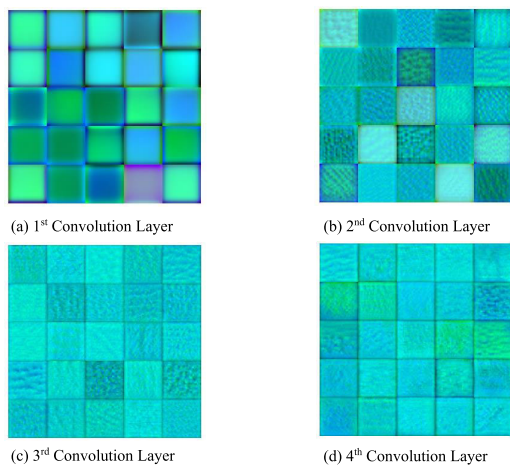 (a) 1st Convolution Layer
(b) 2nd Convolution Layer
(c) 3rd Convolution Layer
(d) 4th Convolution Layer